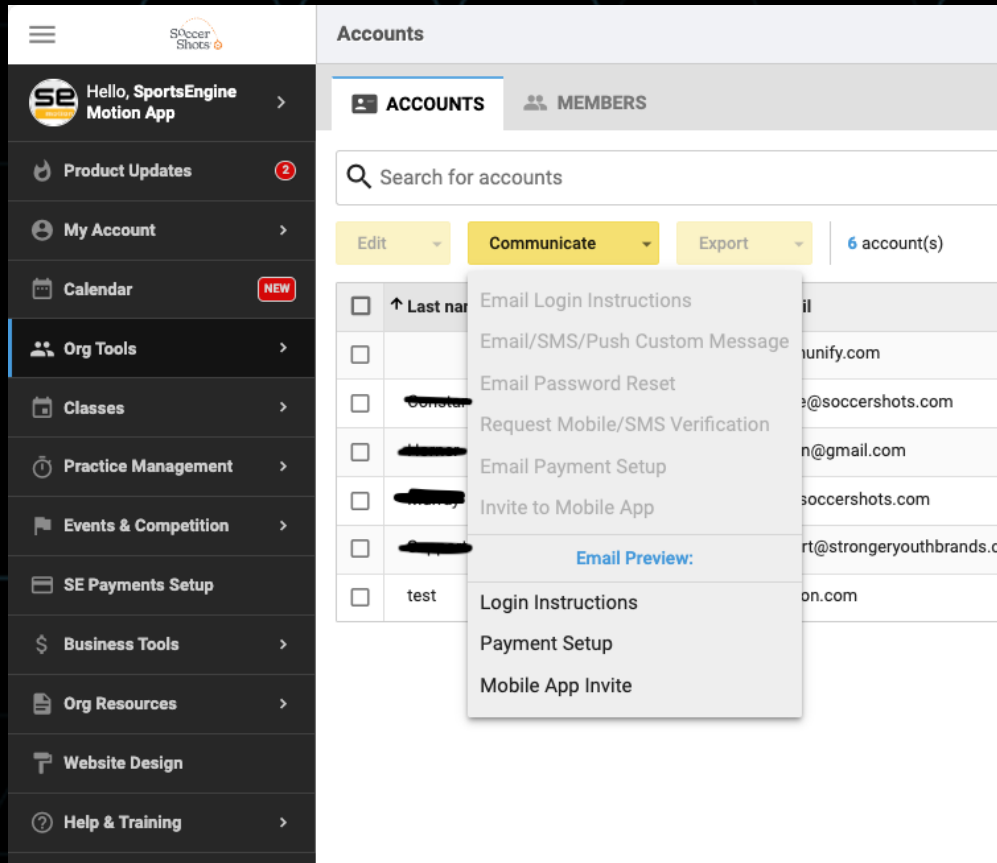 Soccer
Shots
Accounts
SE
Hello, SportsEngine
Motion App
ACCOUNTS
MEMBERS
Product Updates
2
Search for accounts
My Account
Edit
Communicate
Export
6 account(s)
Calendar
NEW
Email Login Instructions
Last nar
il
Org Tools
Email/SMS/Push Custom Message
unify.com
Email Password Reset
Classes
e@soccershots.com
Request Mobile/SMS Verification
n@gmail.com
Practice Management
Email Payment Setup
soccershots.com
Invite to Mobile App
Events & Competition
Email Preview:
rt@strongeryouthbrands.c
SE Payments Setup
test
Login Instructions
on.com
Business Tools
Payment Setup
Mobile App Invite
Org Resources
Website Design
Help & Training